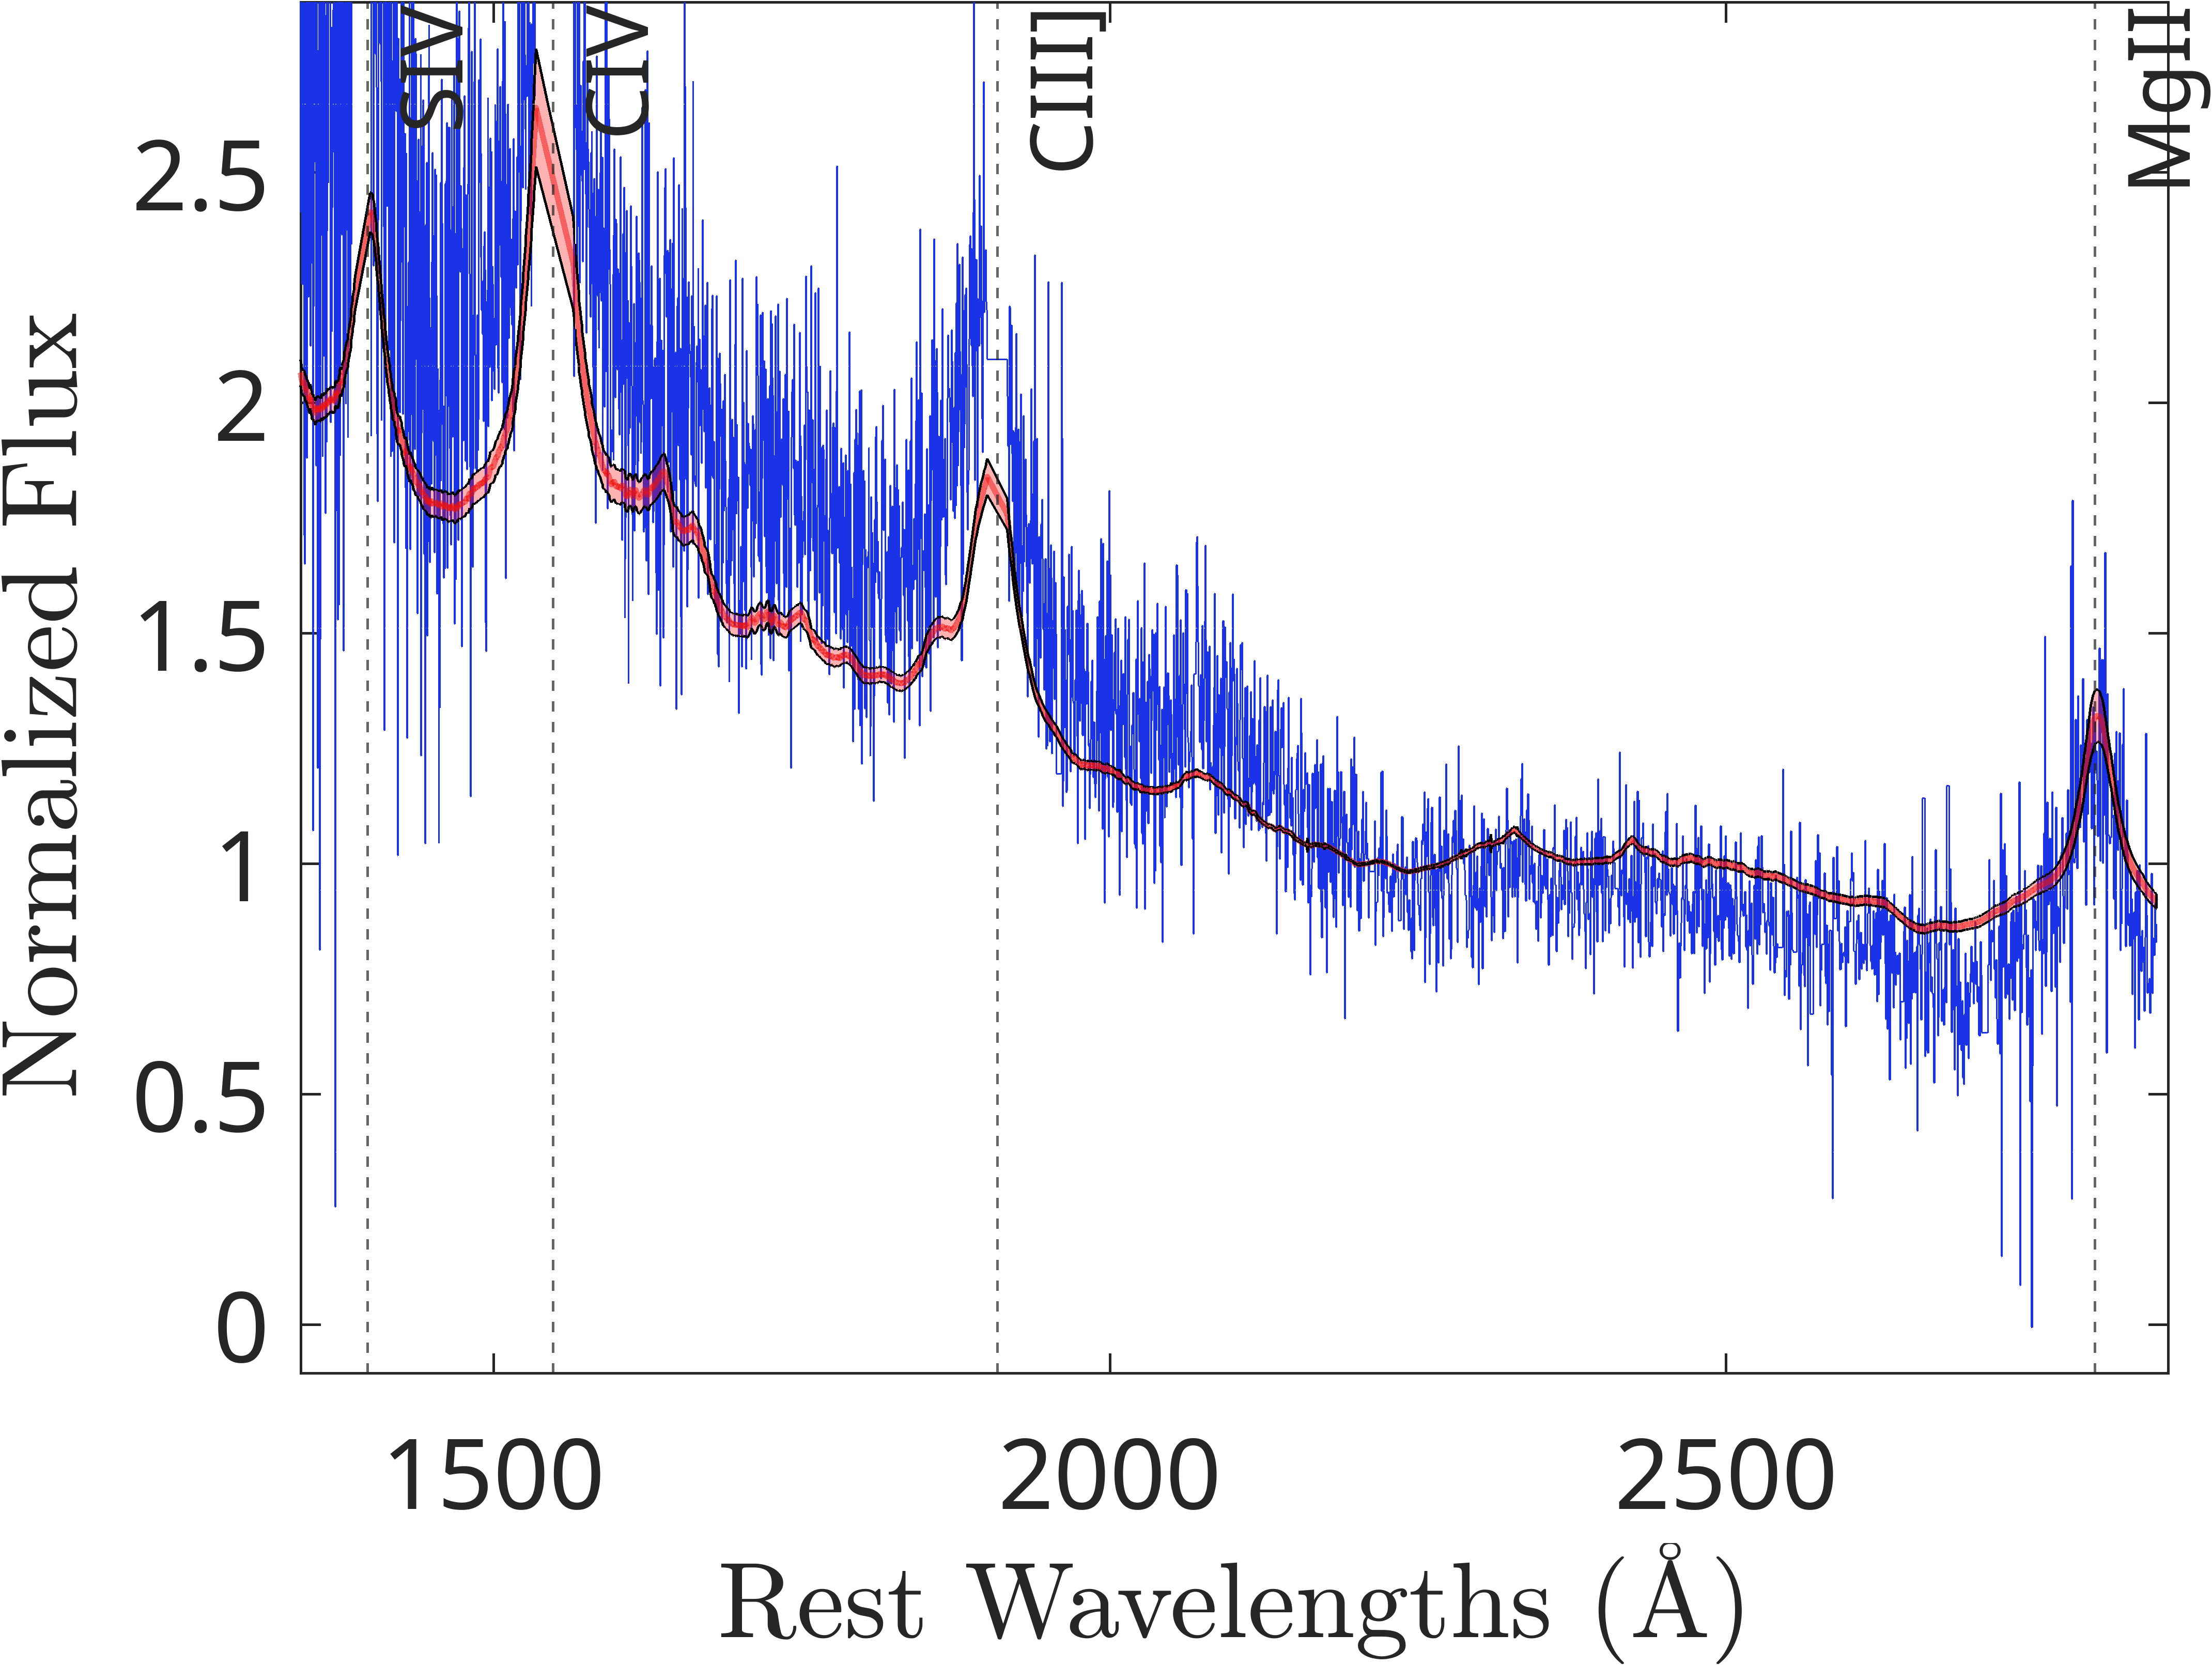 SIV
CIV
CIII]
MgII
Normalized Flux
2.5
2
1.5
1
0.5
0
1500
2000
2500
Rest Wavelengths (Å)